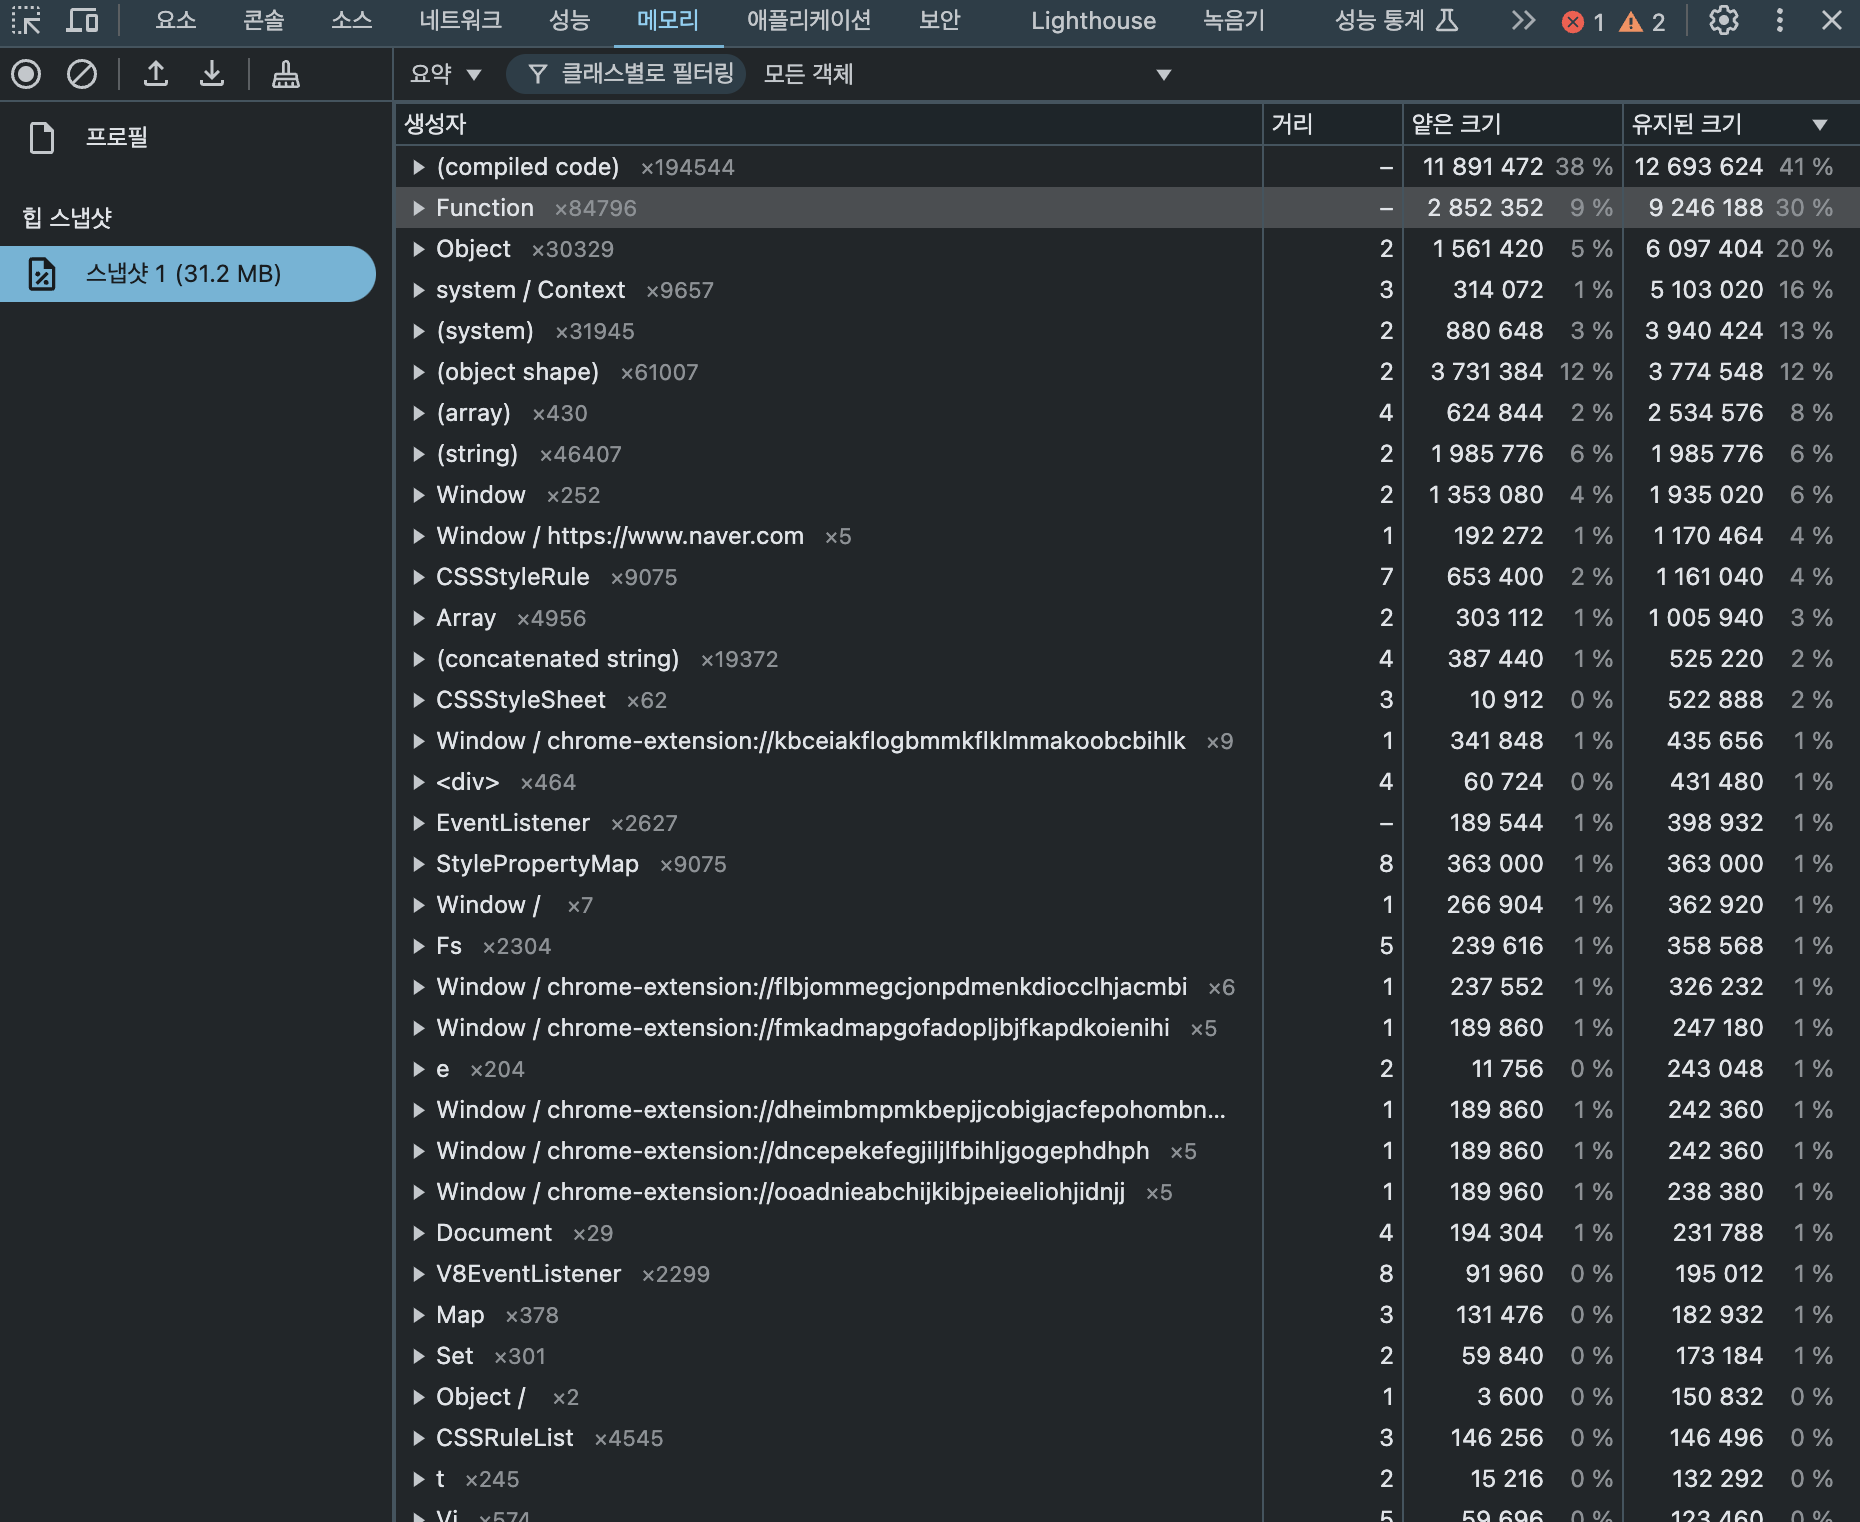 요소 콘솔 소스 네트워크 성능 메모리 애플리케이션 보안 Lighthouse 녹음기 성능 통계 1 2
요약 클래스별로 필터링 모든 객체
프로필
힙 스냅샷
스냅샷 1 (31.2 MB)
생성자 거리 얕은 크기 유지된 크기
(compiled code) ×194544 – 11 891 472 38 % 12 693 624 41 %
Function ×84796 – 2 852 352 9 % 9 246 188 30 %
Object ×30329 2 1 561 420 5 % 6 097 404 20 %
system / Context ×9657 3 314 072 1 % 5 103 020 16 %
(system) ×31945 2 880 648 3 % 3 940 424 13 %
(object shape) ×61007 2 3 731 384 12 % 3 774 548 12 %
(array) ×430 4 624 844 2 % 2 534 576 8 %
(string) ×46407 2 1 985 776 6 % 1 985 776 6 %
Window ×252 2 1 353 080 4 % 1 935 020 6 %
Window / https://www.naver.com ×5 1 192 272 1 % 1 170 464 4 %
CSSStyleRule ×9075 7 653 400 2 % 1 161 040 4 %
Array ×4956 2 303 112 1 % 1 005 940 3 %
(concatenated string) ×19372 4 387 440 1 % 525 220 2 %
CSSStyleSheet ×62 3 10 912 0 % 522 888 2 %
Window / chrome-extension://kbceiakflogbmmkflklmmakoobcbihlk ×9 1 341 848 1 % 435 656 1 %
<div> ×464 4 60 724 0 % 431 480 1 %
EventListener ×2627 – 189 544 1 % 398 932 1 %
StylePropertyMap ×9075 8 363 000 1 % 363 000 1 %
Window / ×7 1 266 904 1 % 362 920 1 %
Fs ×2304 5 239 616 1 % 358 568 1 %
Window / chrome-extension://flbjommegcjonpdmenkdiocclhjacmbi ×6 1 237 552 1 % 326 232 1 %
Window / chrome-extension://fmkadmapgofadopljbjfkapdkoienihi ×5 1 189 860 1 % 247 180 1 %
e ×204 2 11 756 0 % 243 048 1 %
Window / chrome-extension://dheimbmpmkbepjjcobigjacfepohombn... 1 189 860 1 % 242 360 1 %
Window / chrome-extension://dncepekefegjiljlfbihljgogephdhph ×5 1 189 860 1 % 242 360 1 %
Window / chrome-extension://ooadnieabchijkibjpeieeliohjidnjj ×5 1 189 960 1 % 238 380 1 %
Document ×29 4 194 304 1 % 231 788 1 %
V8EventListener ×2299 8 91 960 0 % 195 012 1 %
Map ×378 3 131 476 0 % 182 932 1 %
Set ×301 2 59 840 0 % 173 184 1 %
Object / ×2 1 3 600 0 % 150 832 0 %
CSSRuleList ×4545 3 146 256 0 % 146 496 0 %
t ×245 2 15 216 0 % 132 292 0 %
Vi ×574 5 59 696 0 % 123 460 0 %